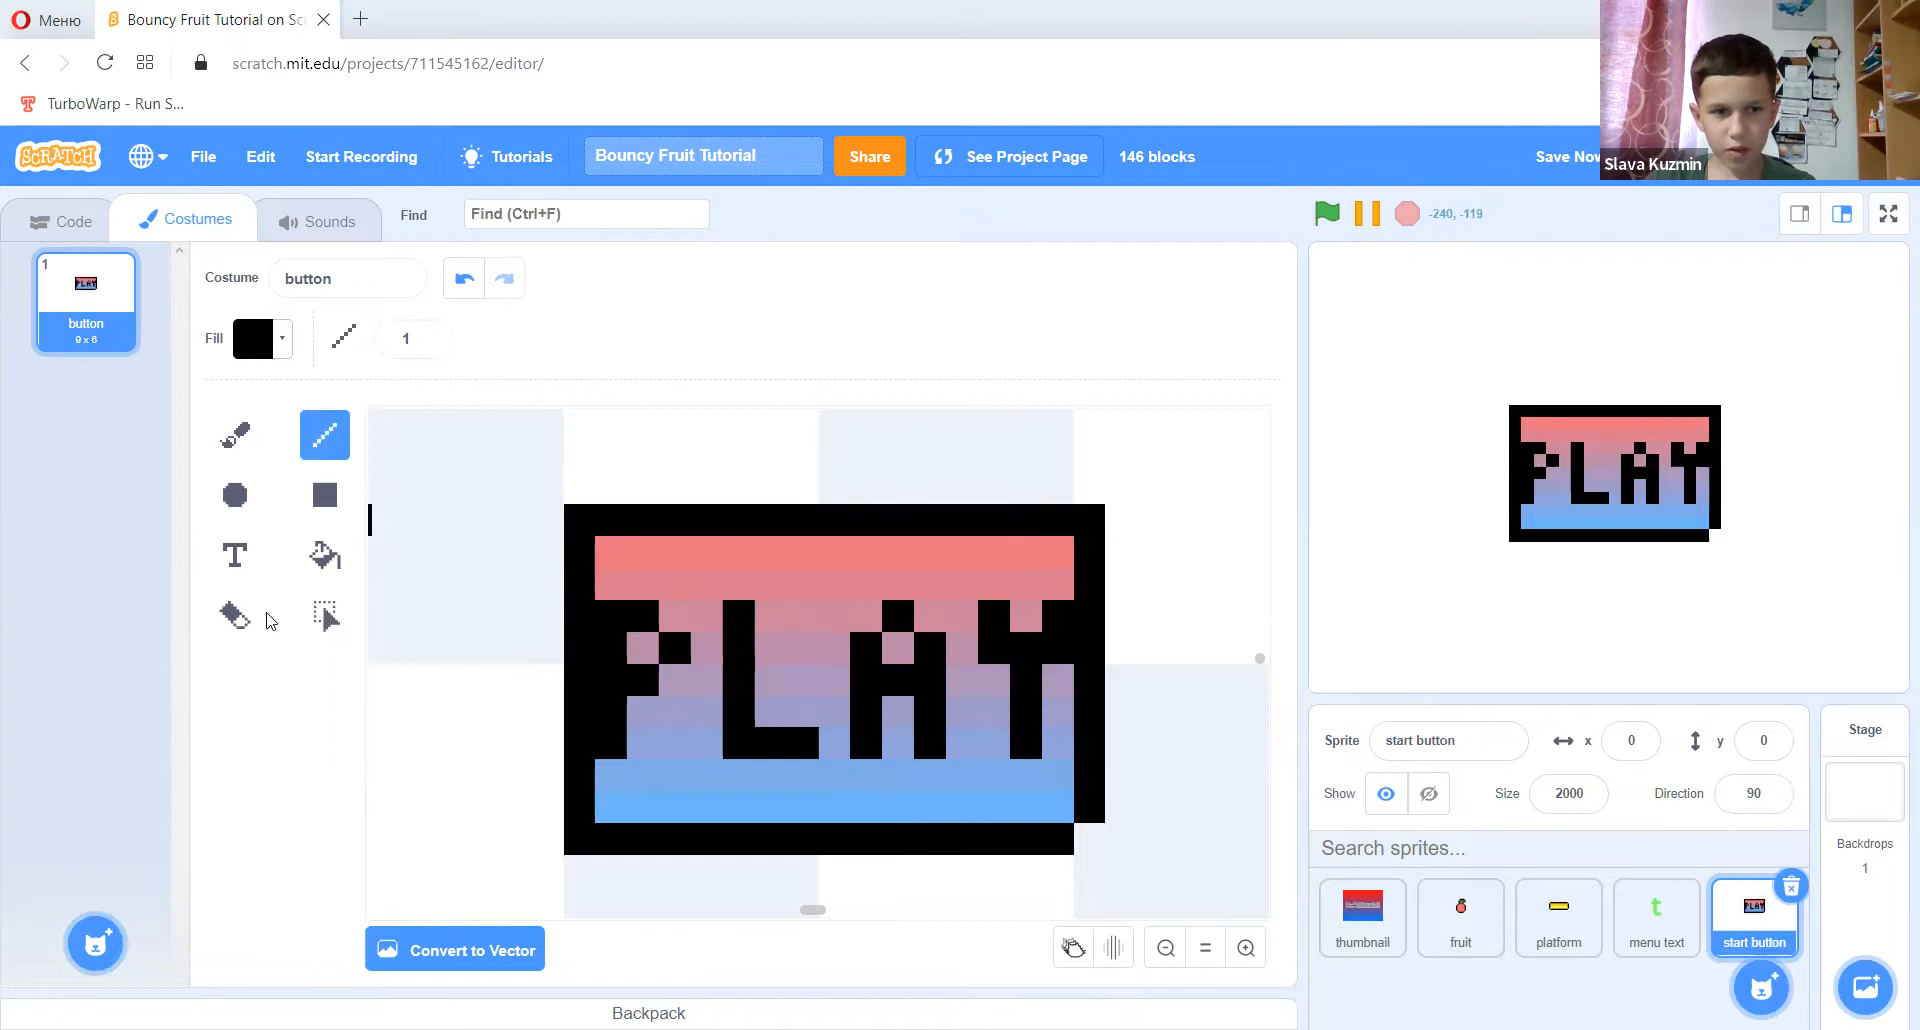 Меню
Bouncy Fruit Tutorial on Sc
scratch.mit.edu/projects/711545162/editor/
TurboWarp - Run S...
SCRATCH
File
Edit
Start Recording
Tutorials
Bouncy Fruit Tutorial
Share
See Project Page
146 blocks
Save Now
Slava Kuzmin
Code
Costumes
Sounds
Find
Find (Ctrl+F)
-240, -119
1
PLAY
button
9 x 6
Costume
button
Fill
1
T
PLAY
PLAY
Convert to Vector
Sprite
start button
x
0
y
0
Show
Size
2000
Direction
90
Search sprites...
thumbnail
fruit
platform
t
menu text
PLAY
start button
Stage
Backdrops
1
Backpack